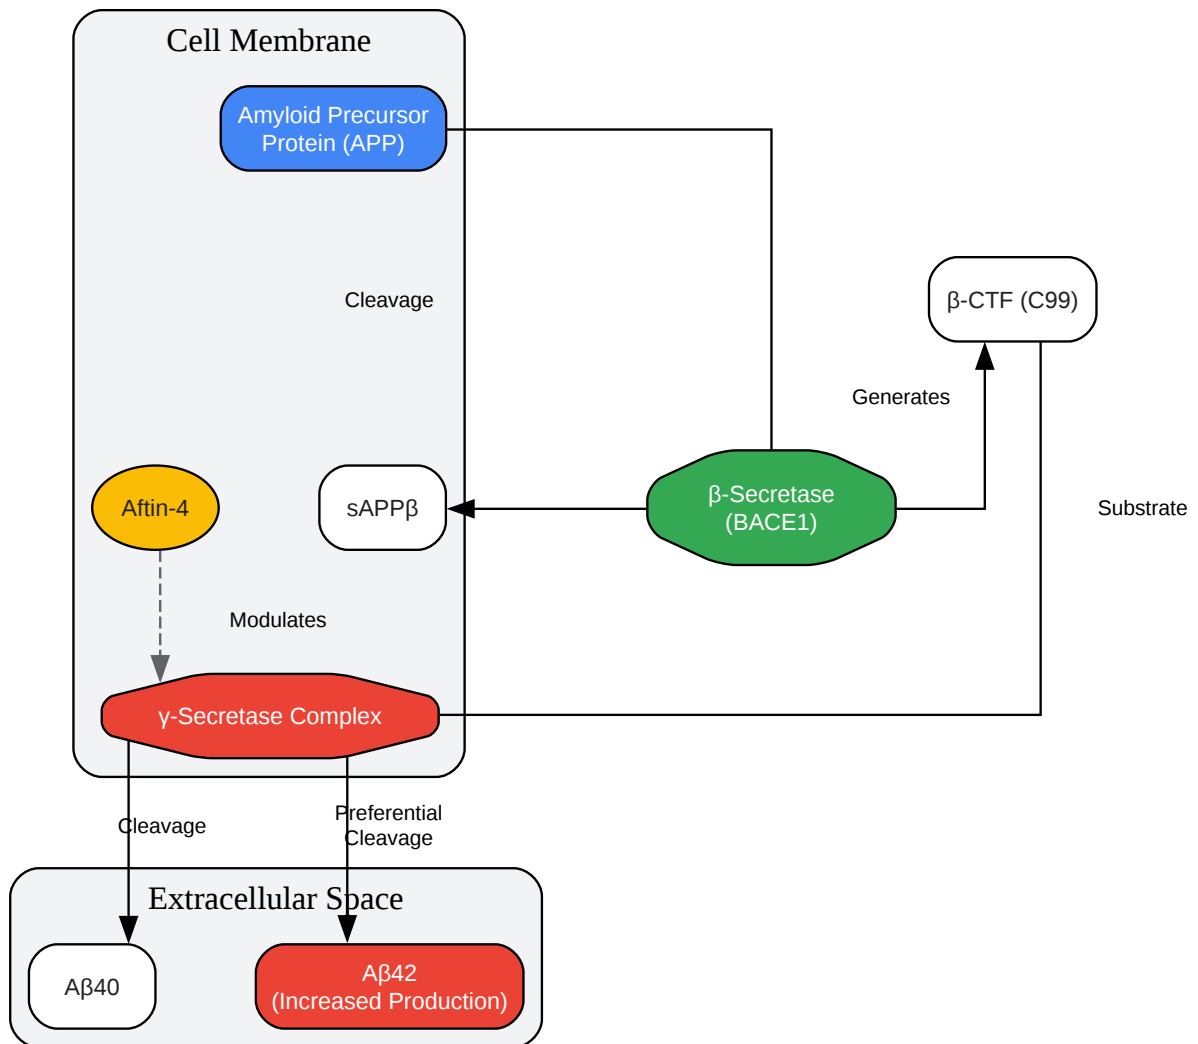 Cell Membrane
Amyloid Precursor
Protein (APP)
Cleavage
β-CTF (C99)
Generates
Aftin-4
sAPPβ
β-Secretase
(BACE1)
Substrate
Modulates
γ-Secretase Complex
Cleavage
Preferential
Cleavage
Extracellular Space
Aβ40
Aβ42
(Increased Production)